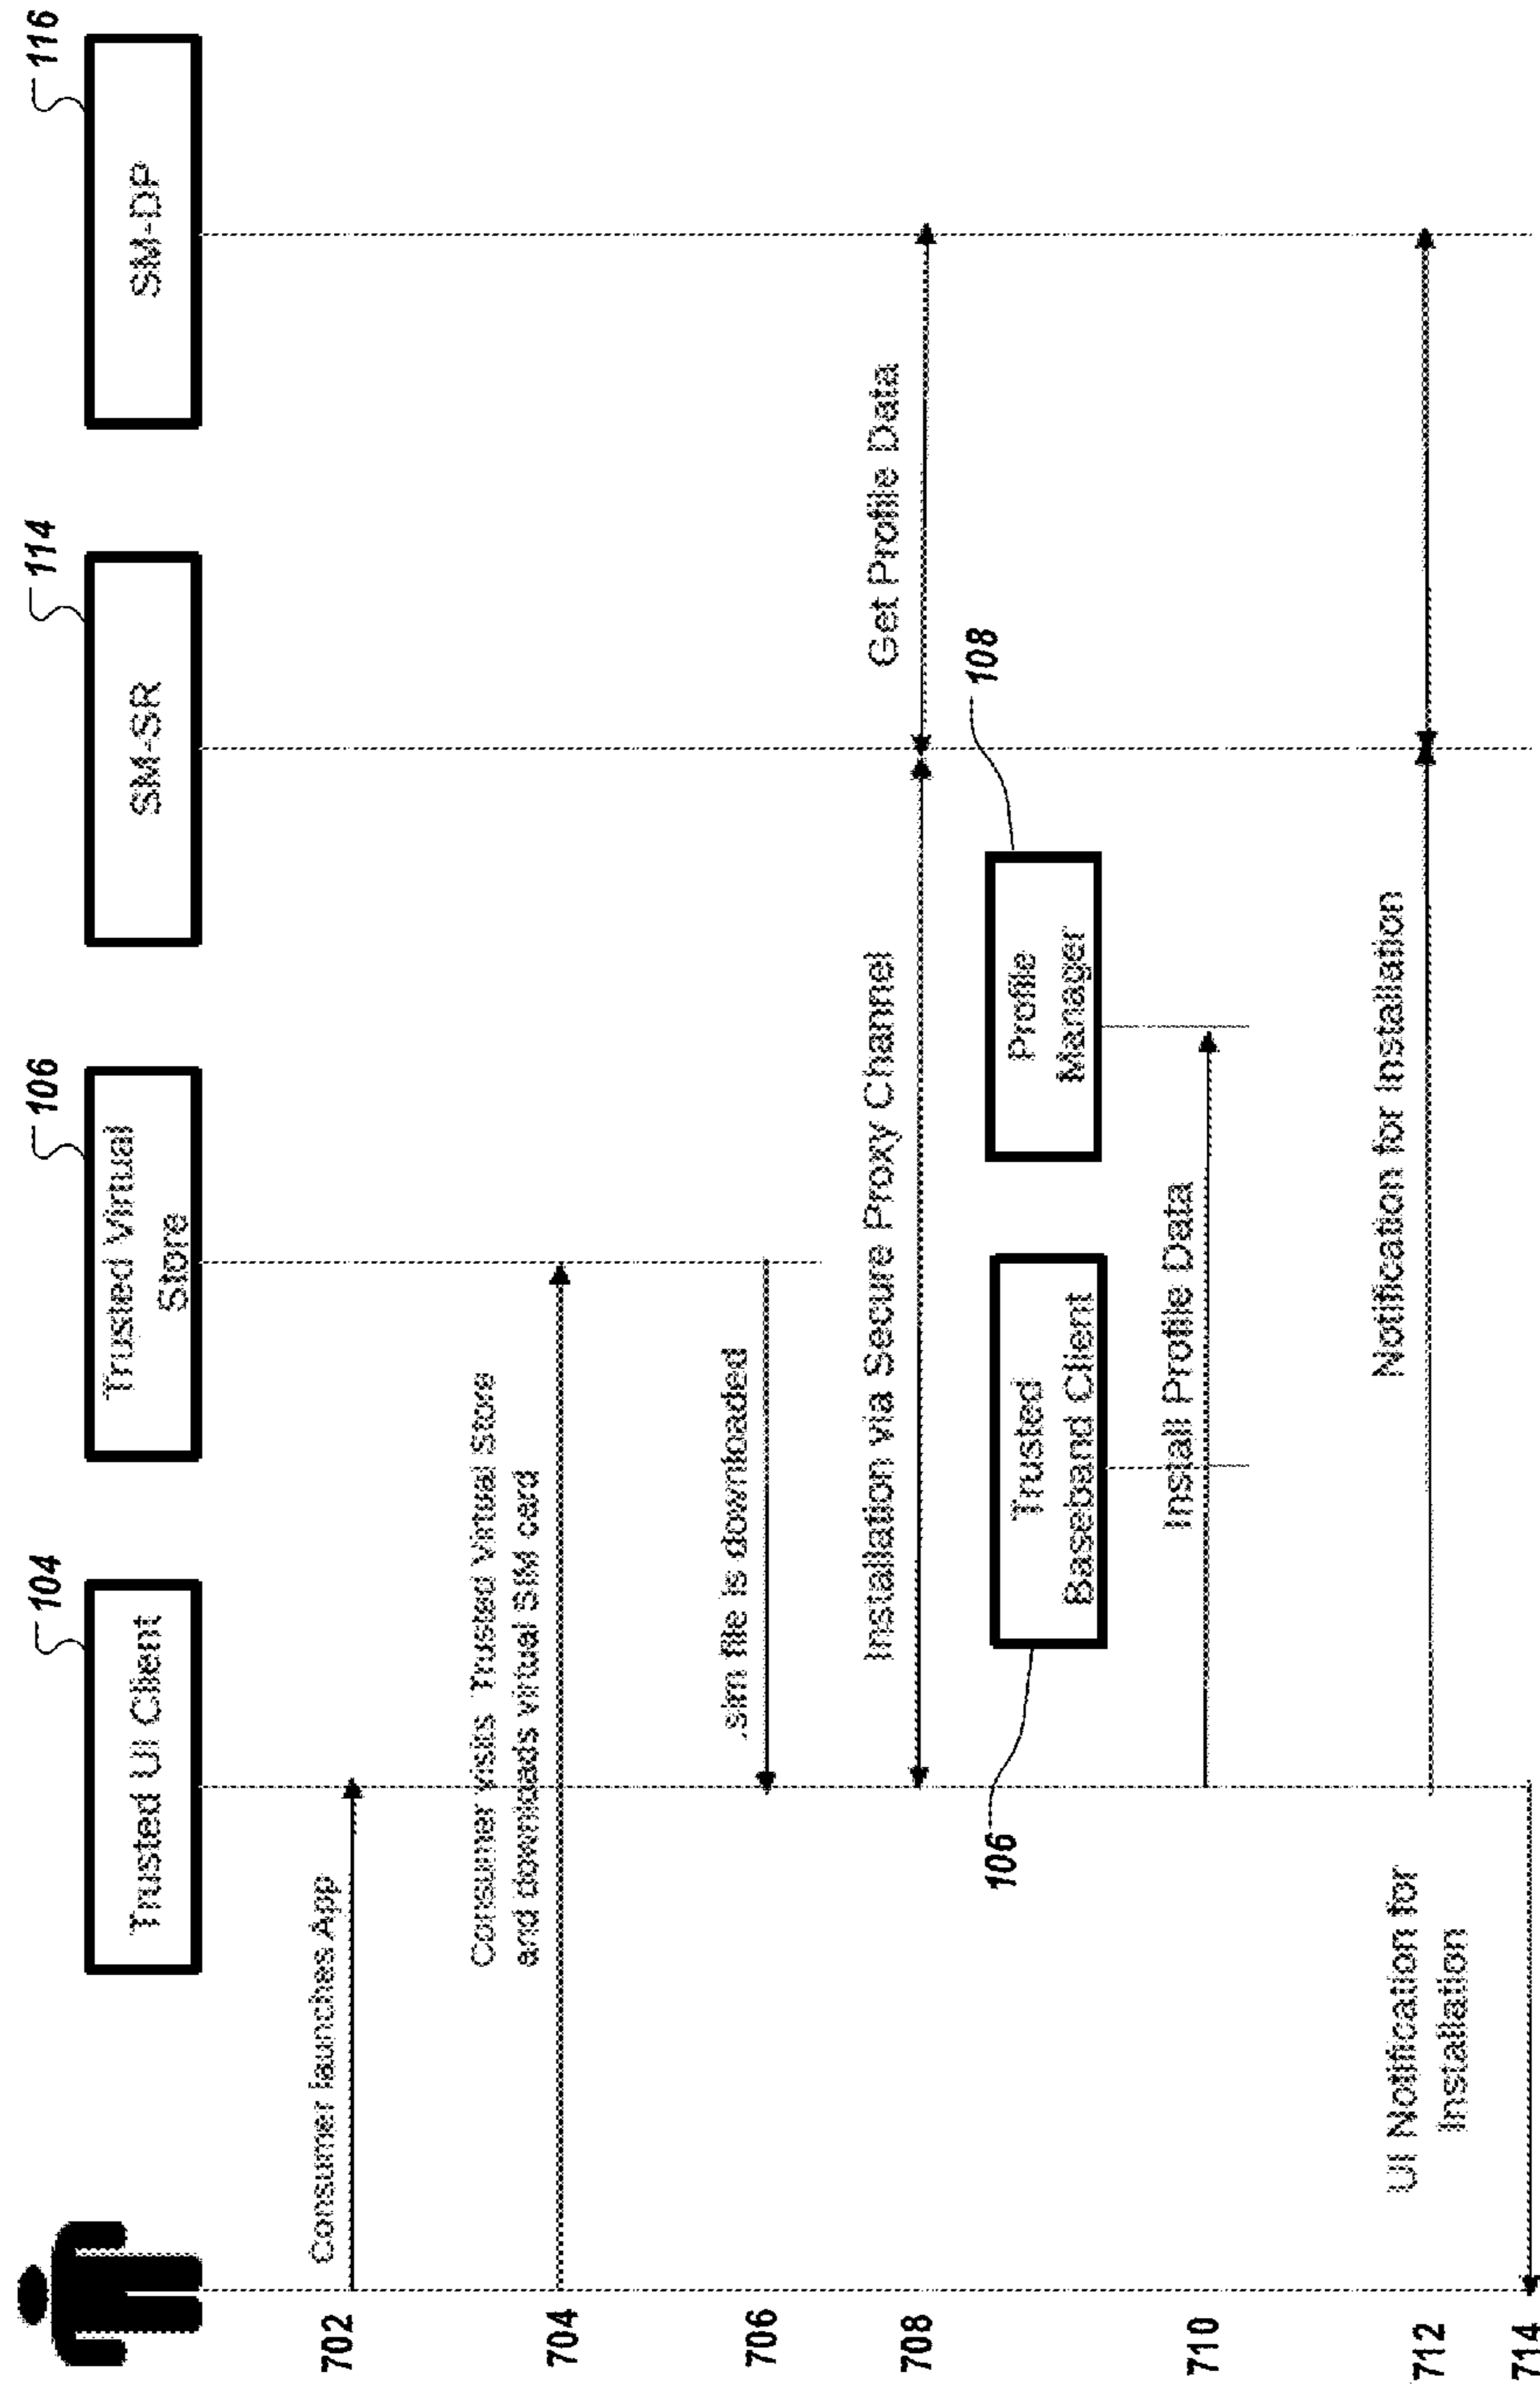 104
106
114
116
Trusted UI Client
Trusted Virtual
Store
SM-SR
SM-DP
702
Consumer launches App
704
Consumer visits Trusted Virtual Store
and downloads virtual SIM card
706
.sim file is downloaded
708
Installation via Secure Proxy Channel
Get Profile Data
106
Trusted
Baseband Client
Profile
Manager
108
710
Install Profile Data
712
UI Notification for
Installation
Notification for Installation
714